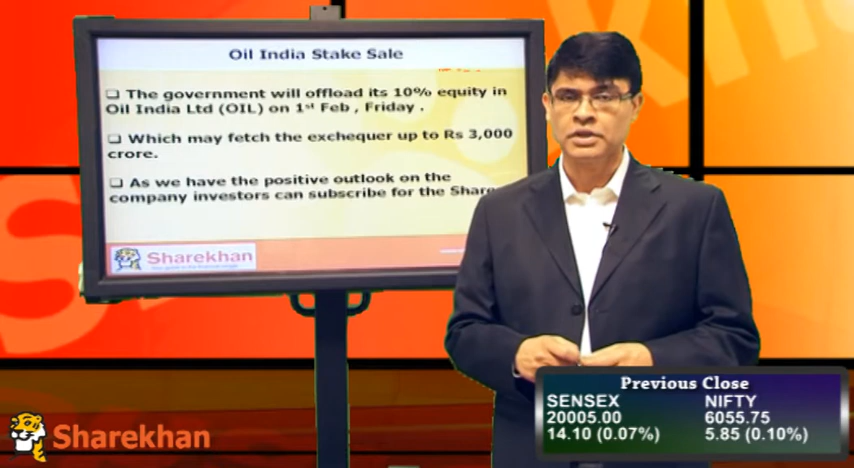 Oil India Stake Sale
❑ The government will offload its 10% equity in
Oil India Ltd (OIL) on 1st Feb , Friday .
❑ Which may fetch the exchequer up to Rs 3,000
crore.
❑ As we have the positive outlook on the
company investors can subscribe for the Share
Sharekhan
Sharekhan
Previous Close
SENSEX NIFTY
20005.00 6055.75
14.10 (0.07%) 5.85 (0.10%)